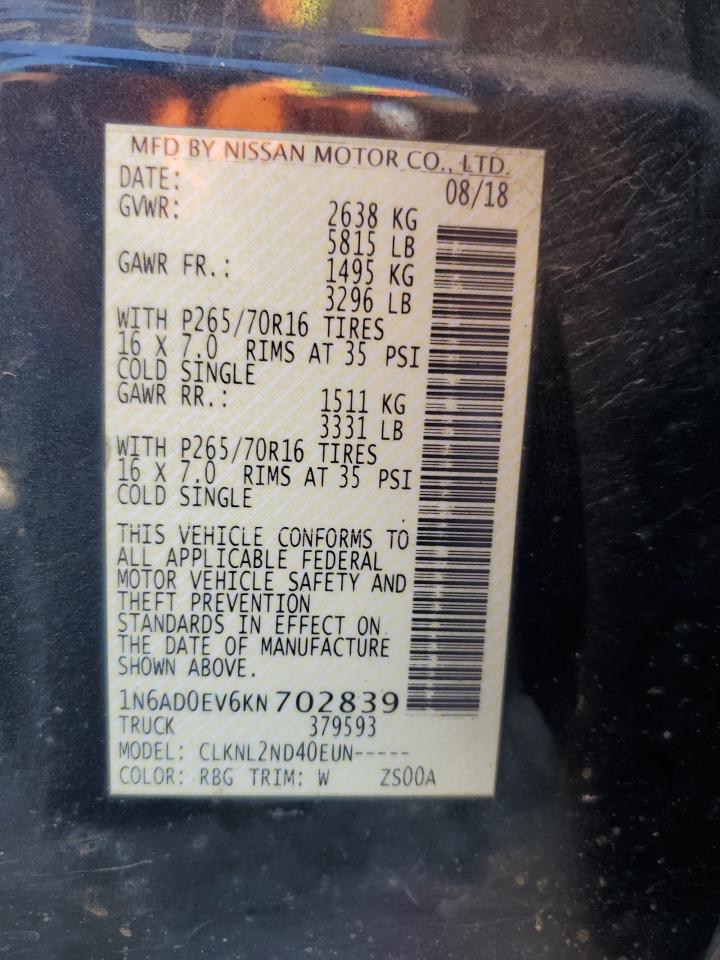 MFD BY NISSAN MOTOR CO., LTD.
DATE: 08/18
GVWR: 2638 KG
5815 LB
GAWR FR.: 1495 KG
3296 LB
WITH P265/70R16 TIRES
16 X 7.0 RIMS AT 35 PSI
COLD SINGLE
GAWR RR.: 1511 KG
3331 LB
WITH P265/70R16 TIRES
16 X 7.0 RIMS AT 35 PSI
COLD SINGLE
THIS VEHICLE CONFORMS TO
ALL APPLICABLE FEDERAL
MOTOR VEHICLE SAFETY AND
THEFT PREVENTION
STANDARDS IN EFFECT ON
THE DATE OF MANUFACTURE
SHOWN ABOVE.
1N6AD0EV6KN702839
TRUCK 379593
MODEL: CLKNL2ND40EUN-----
COLOR: RBG TRIM: W ZS00A